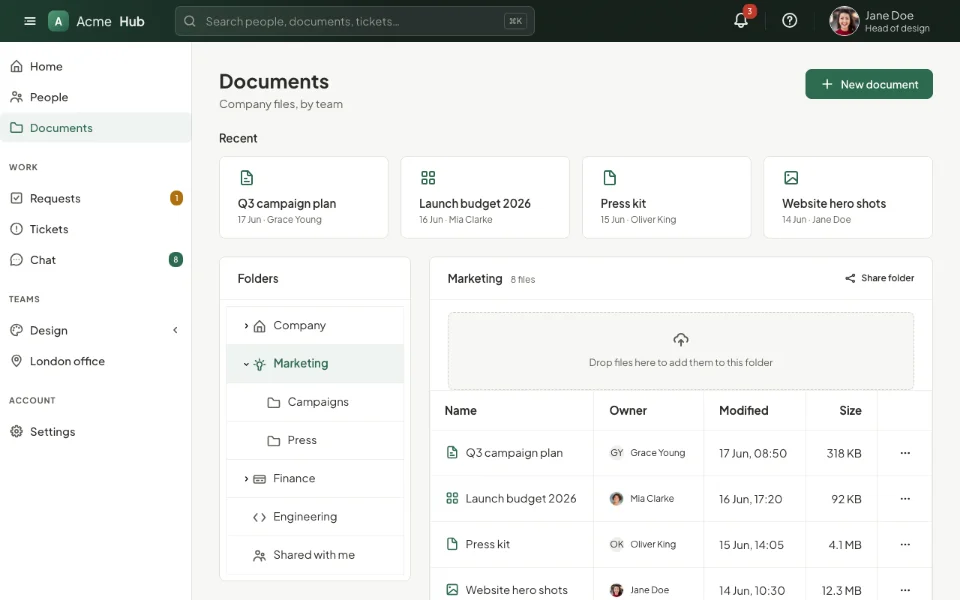 A Acme Hub
Search people, documents, tickets...
⌘K
3
Jane Doe
Head of design
Home
People
Documents
WORK
Requests 1
Tickets
Chat 8
TEAMS
Design
London office
ACCOUNT
Settings
Documents
Company files, by team
New document
Recent
Q3 campaign plan
17 Jun · Grace Young
Launch budget 2026
16 Jun · Mia Clarke
Press kit
15 Jun · Oliver King
Website hero shots
14 Jun · Jane Doe
Folders
Company
Marketing
Campaigns
Press
Finance
Engineering
Shared with me
Marketing 8 files
Share folder
Drop files here to add them to this folder
Name Owner Modified Size
Q3 campaign plan GY Grace Young 17 Jun, 08:50 318 KB
Launch budget 2026 Mia Clarke 16 Jun, 17:20 92 KB
Press kit OK Oliver King 15 Jun, 14:05 4.1 MB
Website hero shots Jane Doe 14 Jun, 10:30 12.3 MB